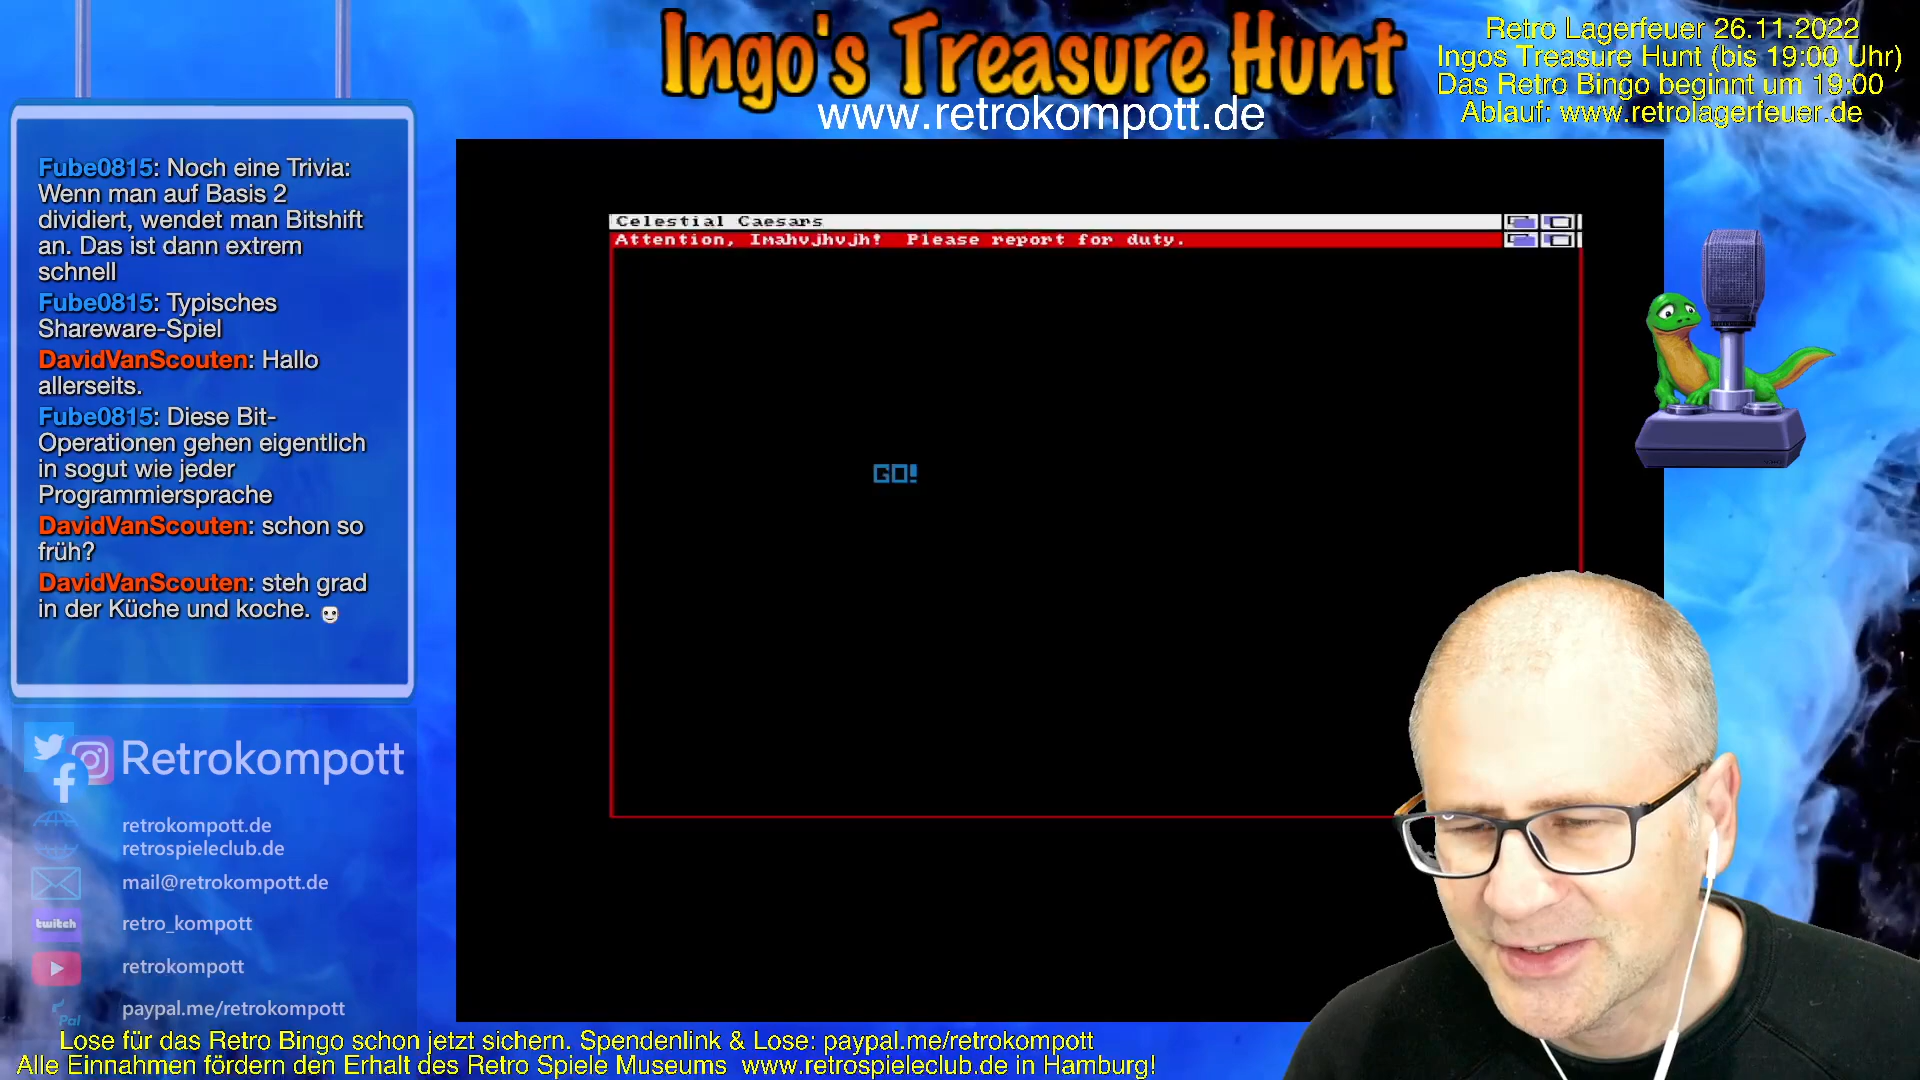 Ingo's Treasure Hunt
www.retrokompott.de
Retro Lagerfeuer 26.11.2022
Ingos Treasure Hunt (bis 19:00 Uhr)
Das Retro Bingo beginnt um 19:00
Ablauf: www.retrolagerfeuer.de
Fube0815: Noch eine Trivia:
Wenn man auf Basis 2
dividiert, wendet man Bitshift
an. Das ist dann extrem
schnell
Fube0815: Typisches
Shareware-Spiel
DavidVanScouten: Hallo
allerseits.
Fube0815: Diese Bit-
Operationen gehen eigentlich
in sogut wie jeder
Programmiersprache
DavidVanScouten: schon so
früh?
DavidVanScouten: steh grad
in der Küche und koche.
Celestial Caesars
Attention, Imahvjhvjh!  Please report for duty.
GO!
Retrokompott
retrokompott.de
retrospieleclub.de
mail@retrokompott.de
twitch
retro_kompott
retrokompott
Pal
paypal.me/retrokompott
Lose für das Retro Bingo schon jetzt sichern. Spendenlink & Lose: paypal.me/retrokompott
Alle Einnahmen fördern den Erhalt des Retro Spiele Museums  www.retrospieleclub.de in Hamburg!